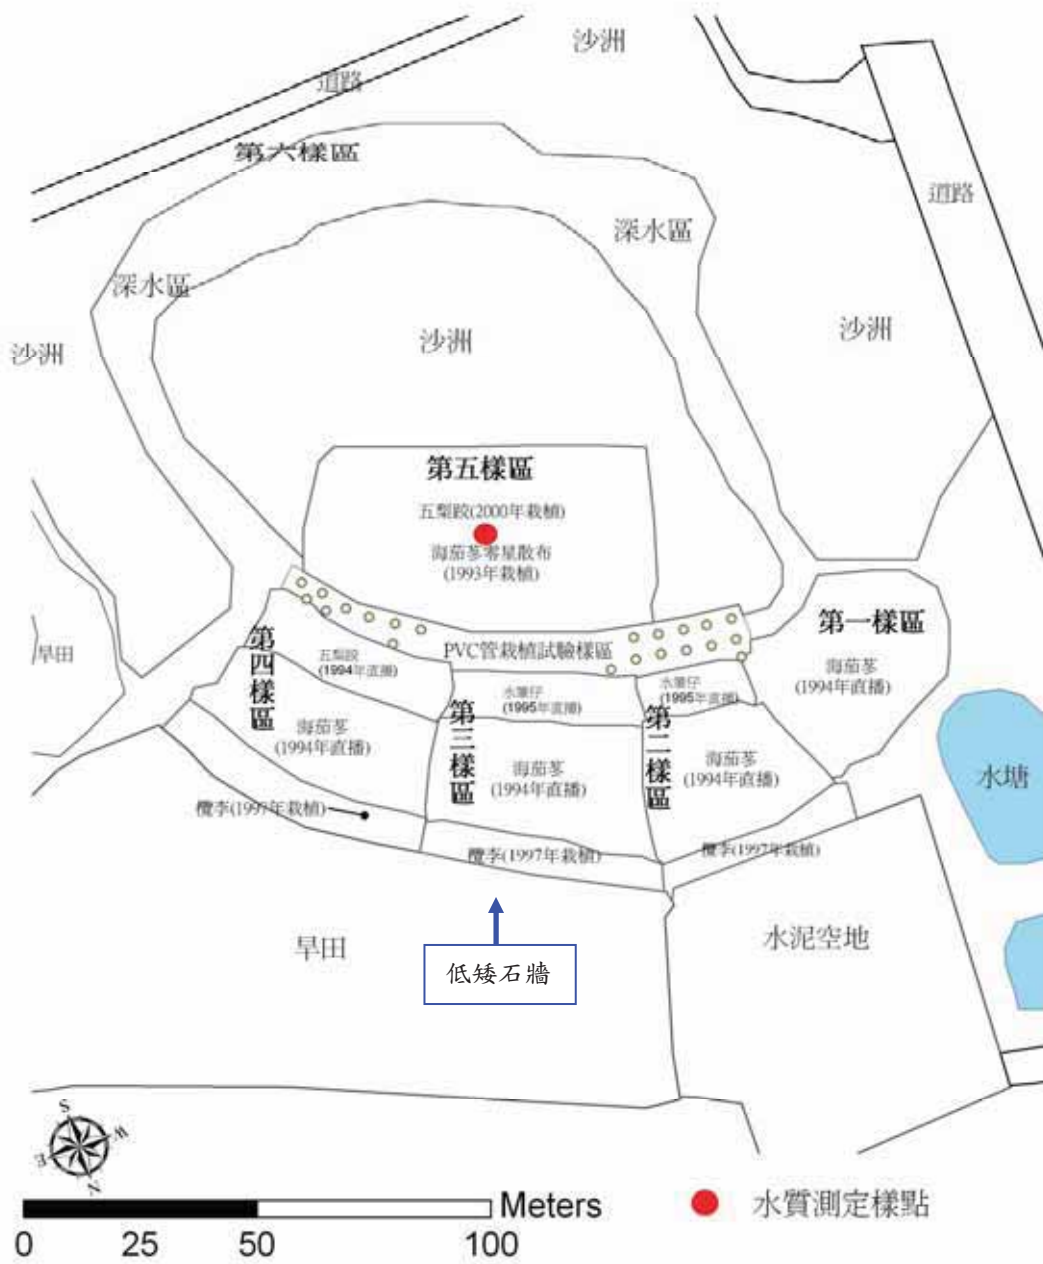 沙洲
道路
第六樣區
道路
深水區
深水區
沙洲
沙洲
沙洲
第五樣區
五梨跤(2000年栽植)
海茄苳零星散布
(1993年栽植)
第一樣區
海茄苳
(1994年直播)
PVC管栽植試驗樣區
第四樣區
五梨跤
(1994年直播)
旱田
水筆仔
(1995年直播)
水筆仔
(1995年直播)
第三樣區
第二樣區
海茄苳
(1994年直播)
海茄苳
(1994年直播)
海茄苳
(1994年直播)
水塘
欖李(1997年栽植)
欖李(1997年栽植)
欖李(1997年栽植)
旱田
水泥空地
低矮石牆
S
W
E
N
Meters
水質測定樣點
0 25 50 100